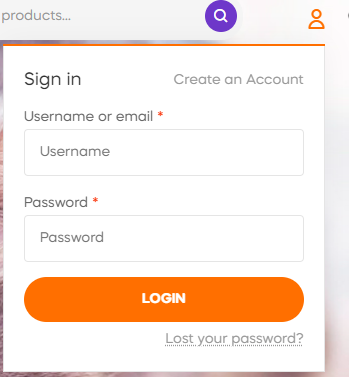 products...
Sign in
Create an Account
Username or email *
Username
Password *
Password
LOGIN
Lost your password?